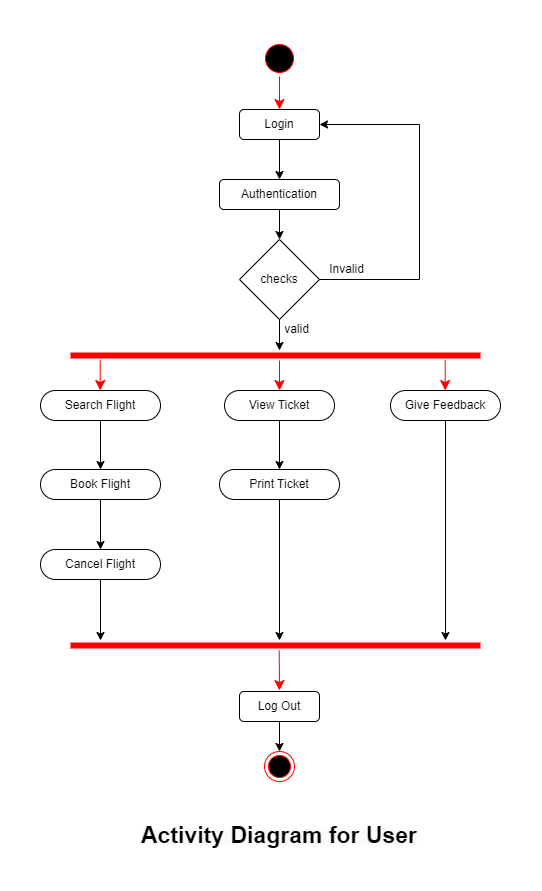 Login
Authentication
checks
Invalid
valid
Search Flight
View Ticket
Give Feedback
Book Flight
Print Ticket
Cancel Flight
Log Out
Activity Diagram for User